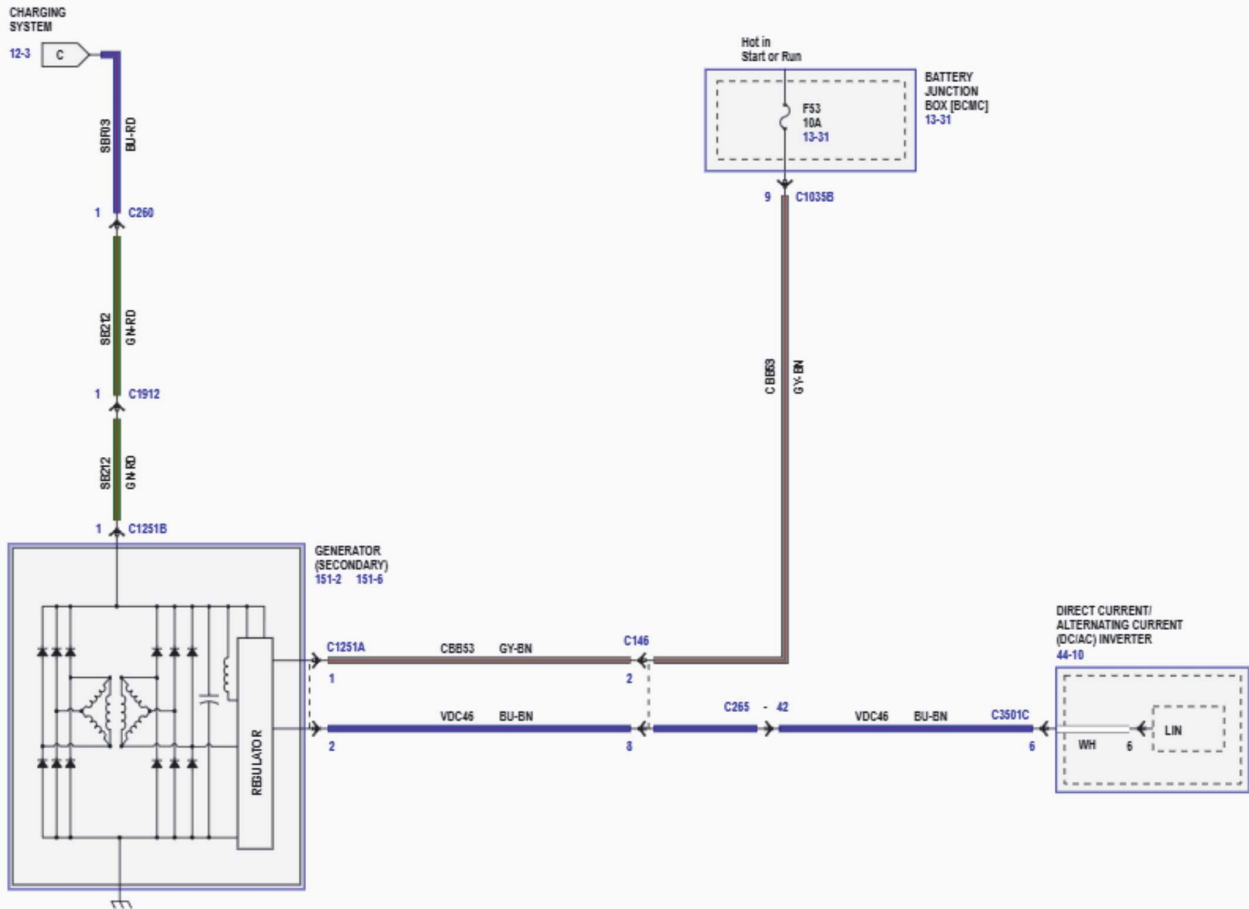 CHARGING
SYSTEM
12-3 C
SBF03 BU-RD
1 C260
SB212 GN-RD
1 C1912
SB212 GN-RD
1 C1251B
GENERATOR
(SECONDARY)
151-2 151-6
REGULATOR
Hot in
Start or Run
F53
10A
13-31
BATTERY
JUNCTION
BOX [BCMC]
13-31
9 C1035B
CBB53 GY-BN
C1251A CBB53 GY-BN C146
1 2
VDC46 BU-BN C265 - 42 VDC46 BU-BN C3501C
2 8 6
DIRECT CURRENT/
ALTERNATING CURRENT
(DC/AC) INVERTER
44-10
LIN
WH 6